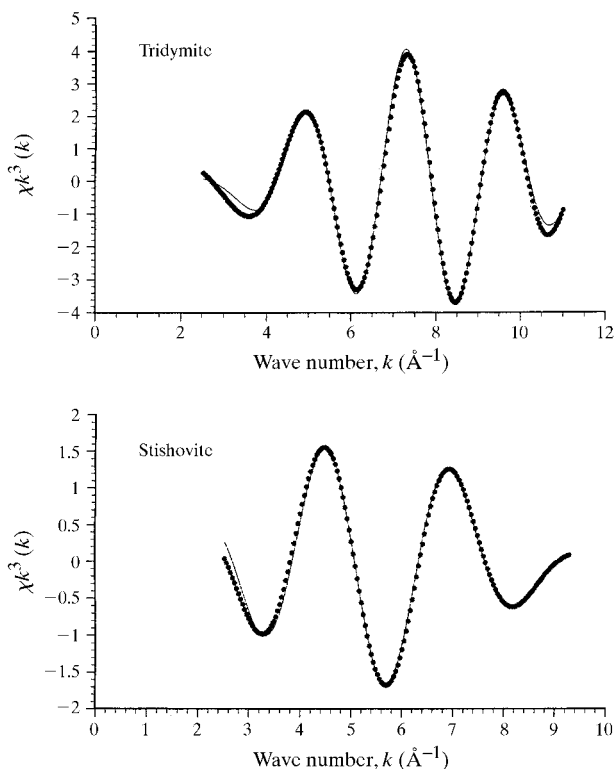 5
4
3
2
1
0
−1
−2
−3
−4
χk³ (k)
Tridymite
0 2 4 6 8 10 12
Wave number, k (Å⁻¹)
2
1.5
1
0.5
0
−0.5
−1
−1.5
−2
χk³ (k)
Stishovite
0 1 2 3 4 5 6 7 8 9 10
Wave number, k (Å⁻¹)